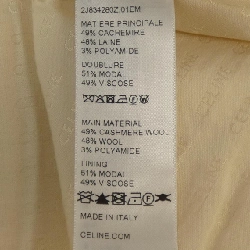 2J834280Z.01EM
MATIERE PRINCIPALE
49% CACHEMIRE
48% LAINE
3% POLYAMIDE
DOUBLURE
51% MODAL
49% VISCOSE
MAIN MATERIAL
49% CASHMERE WOOL
48% WOOL
3% POLYAMIDE
LINING
51% MODAL
49% VISCOSE
MADE IN ITALY
CELINE.COM